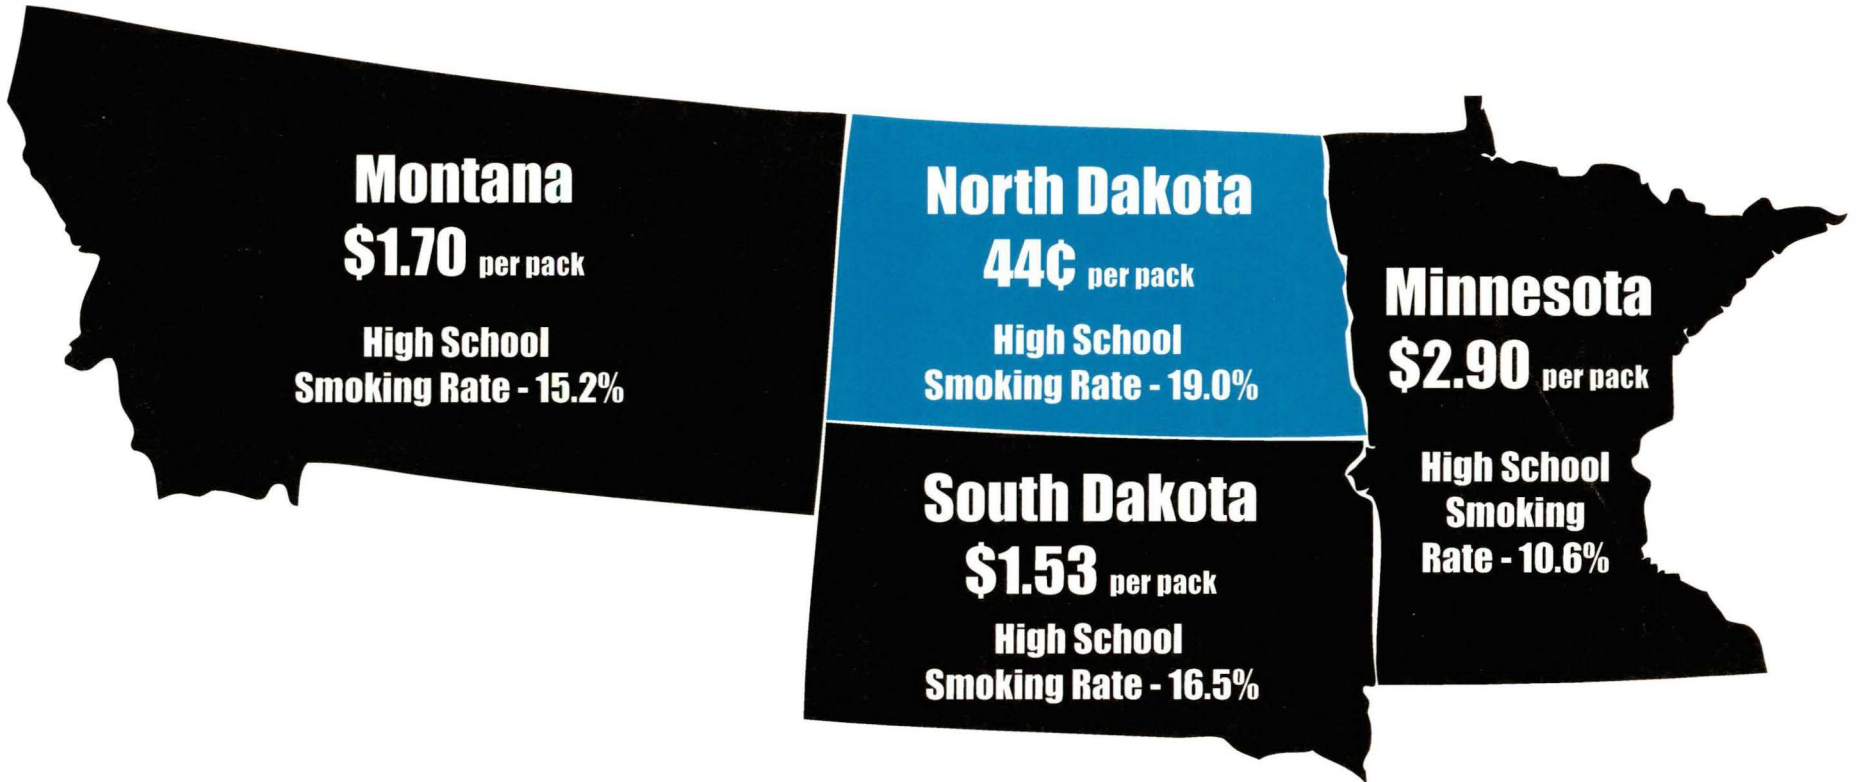 Montana
$1.70 per pack
High School
Smoking Rate - 15.2%
North Dakota
44¢ per pack
High School
Smoking Rate - 19.0%
South Dakota
$1.53 per pack
High School
Smoking Rate - 16.5%
Minnesota
$2.90 per pack
High School
Smoking
Rate - 10.6%